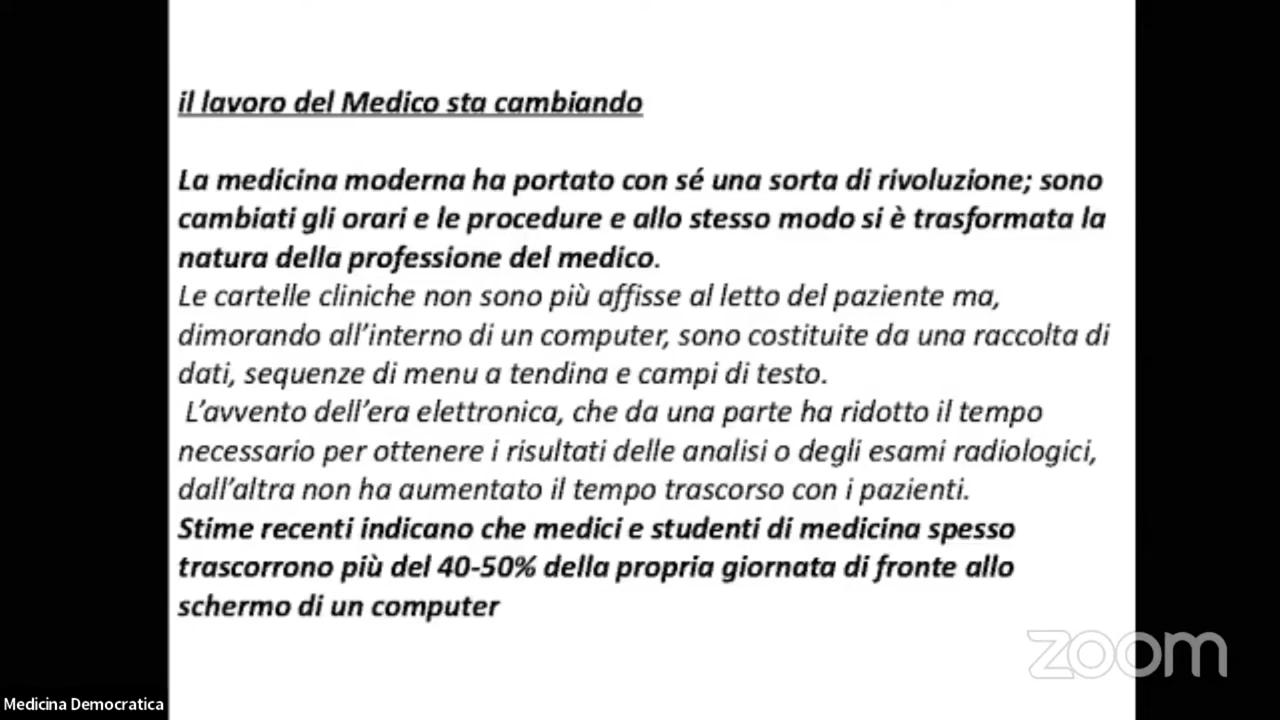 il lavoro del Medico sta cambiando
La medicina moderna ha portato con sé una sorta di rivoluzione; sono
cambiati gli orari e le procedure e allo stesso modo si è trasformata la
natura della professione del medico.
Le cartelle cliniche non sono più affisse al letto del paziente ma,
dimorando all'interno di un computer, sono costituite da una raccolta di
dati, sequenze di menu a tendina e campi di testo.
L'avvento dell'era elettronica, che da una parte ha ridotto il tempo
necessario per ottenere i risultati delle analisi o degli esami radiologici,
dall'altra non ha aumentato il tempo trascorso con i pazienti.
Stime recenti indicano che medici e studenti di medicina spesso
trascorrono più del 40-50% della propria giornata di fronte allo
schermo di un computer
zoom
Medicina Democratica